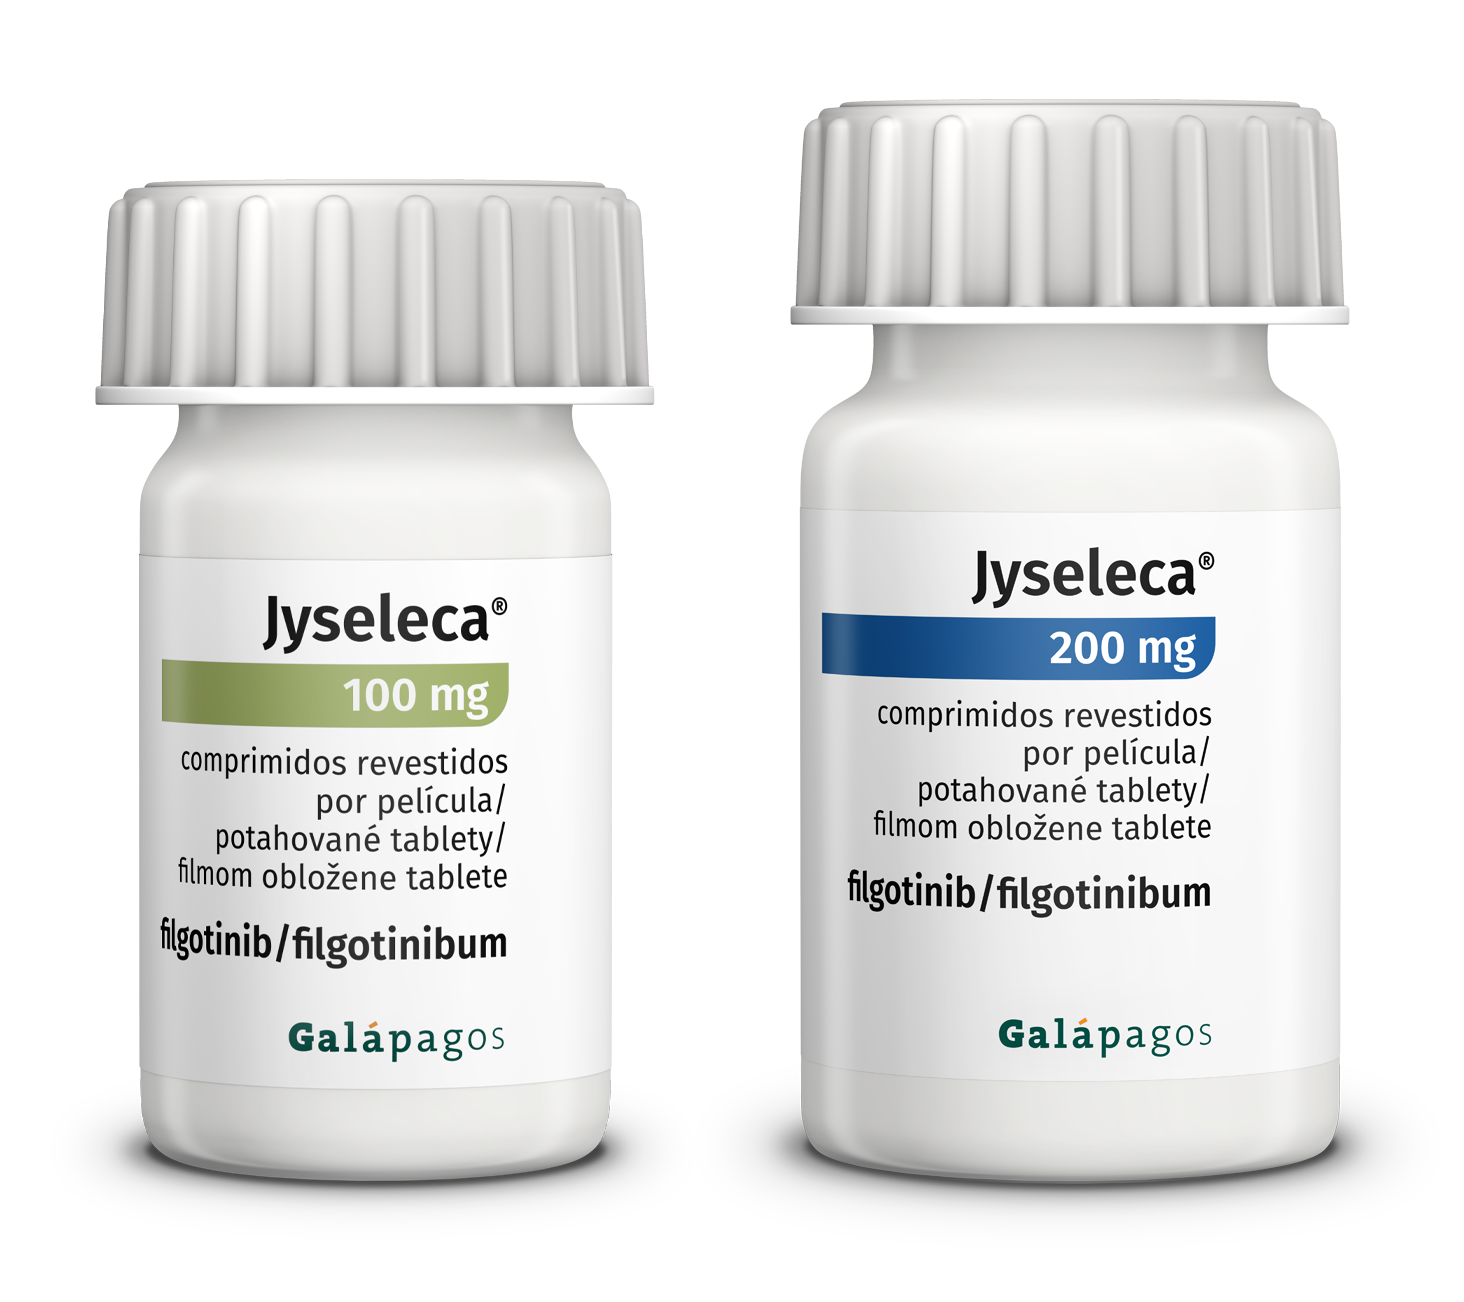 Jyseleca®
100 mg
comprimidos revestidos
por película/
potahované tablety/
filmom obložene tablete
filgotinib/filgotinibum
Galápagos
Jyseleca®
200 mg
comprimidos revestidos
por película/
potahované tablety/
filmom obložene tablete
filgotinib/filgotinibum
Galápagos